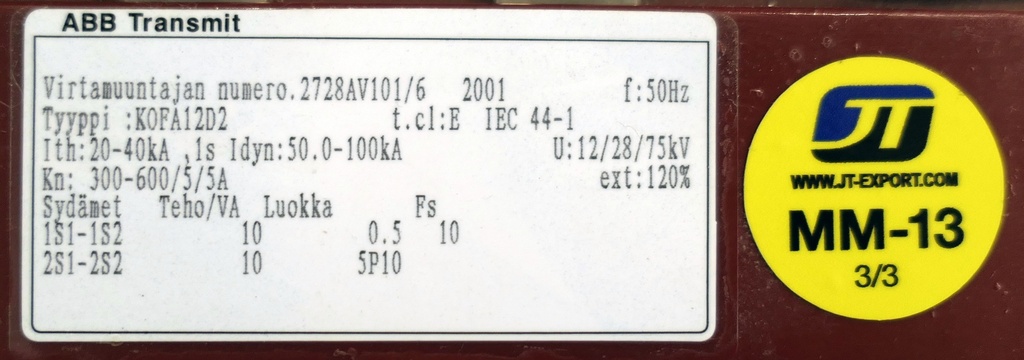 ABB Transmit
Virtamuuntajan numero.2728AV101/6 2001 f:50Hz
Tyyppi :KOFA12D2 t.cl:E IEC 44-1
Ith:20-40kA ,1s Idyn:50.0-100kA U:12/28/75kV
Kn: 300-600/5/5A ext:120%
Sydämet Teho/VA Luokka Fs
1S1-1S2 10 0.5 10
2S1-2S2 10 5P10
JT
WWW.JT-EXPORT.COM
MM-13
3/3